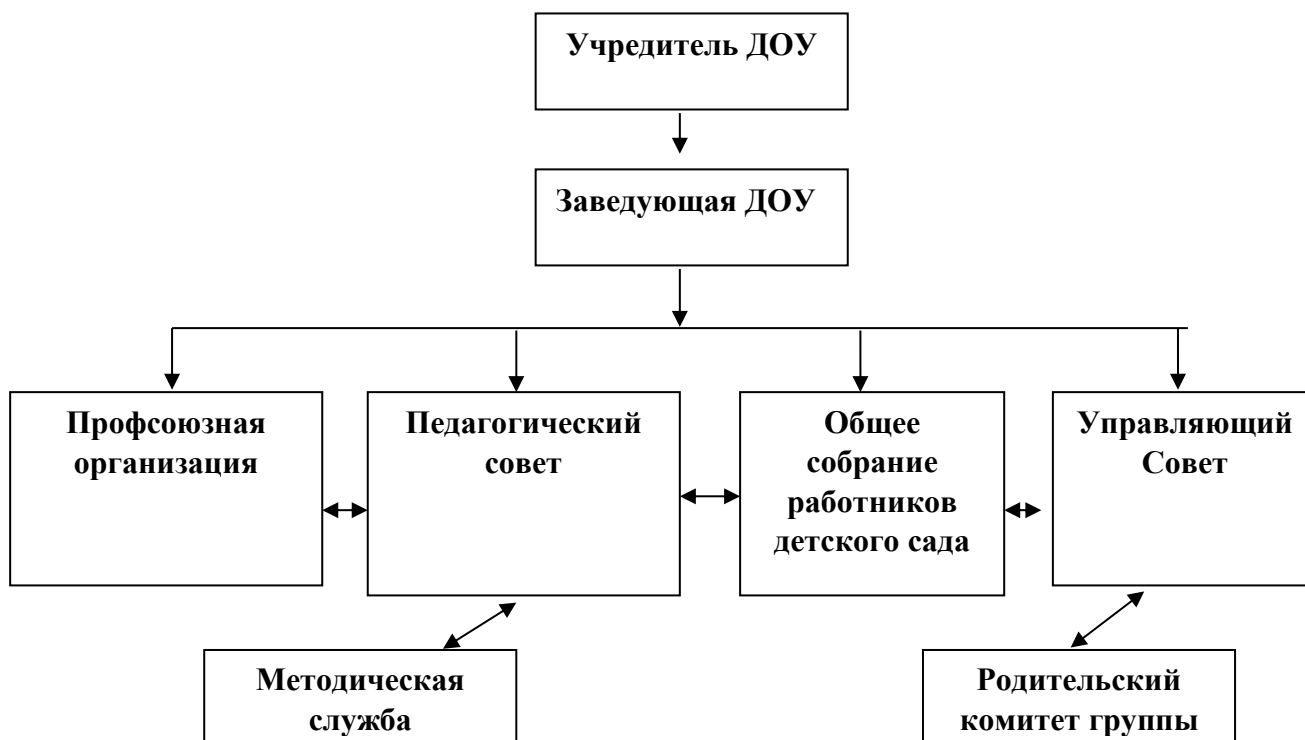 Учредитель ДОУ
Заведующая ДОУ
Профсоюзная
организация
Педагогический
совет
Общее
собрание
работников
детского сада
Управляющий
Совет
Методическая
служба
Родительский
комитет группы